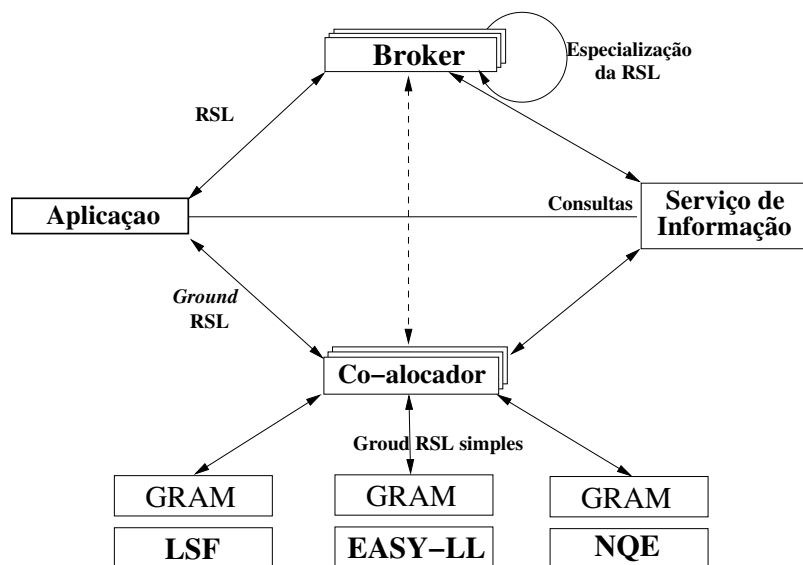 Broker
Especialização
da RSL
RSL
Aplicaçao
Consultas
Serviço de
Informação
Ground
RSL
Co-alocador
Groud RSL simples
GRAM
GRAM
GRAM
LSF
EASY-LL
NQE